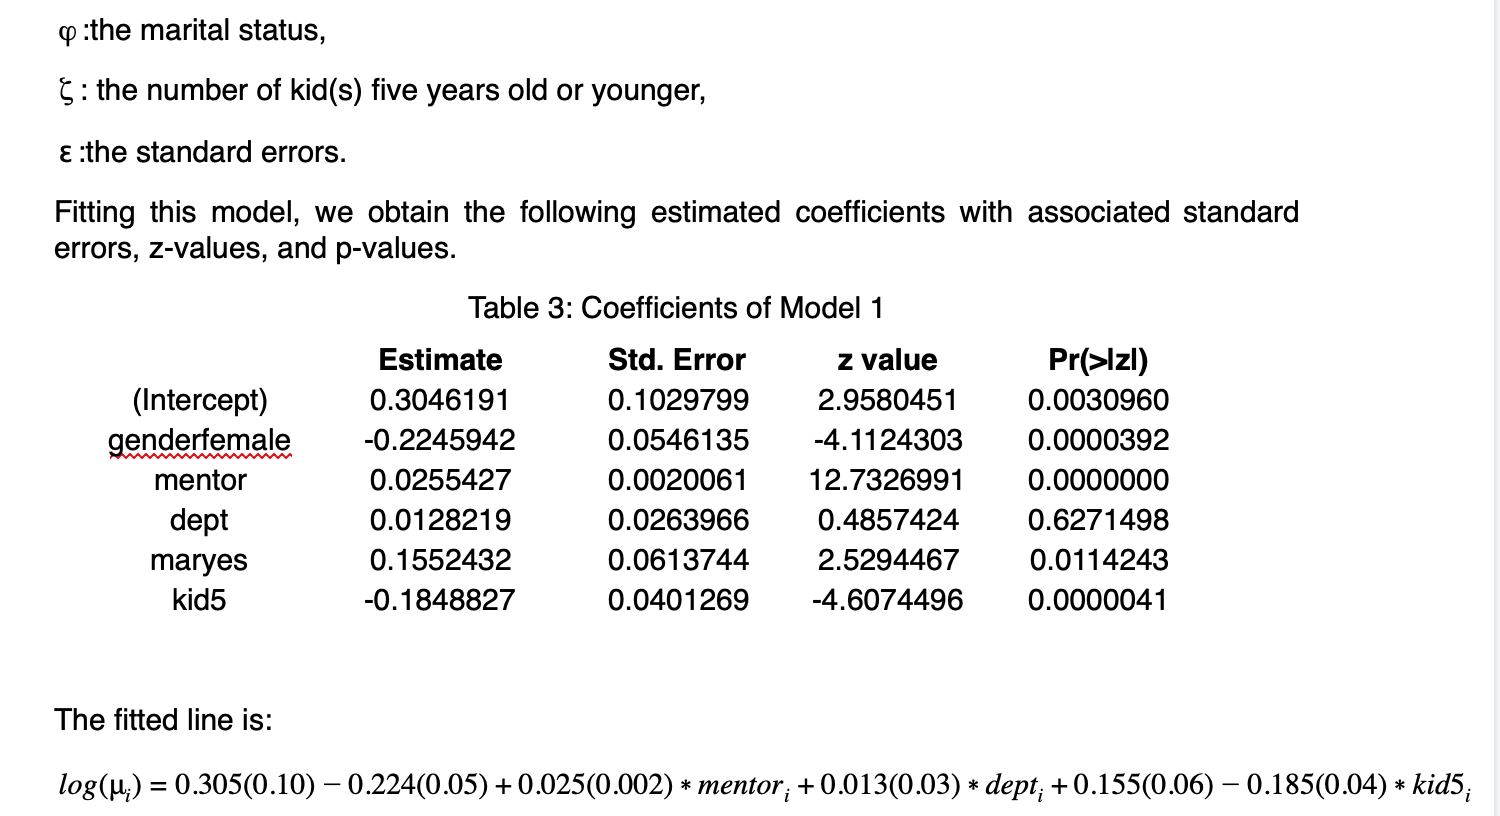 φ :the marital status,
ζ : the number of kid(s) five years old or younger,
ε :the standard errors.
Fitting this model, we obtain the following estimated coefficients with associated standard
errors, z-values, and p-values.
Table 3: Coefficients of Model 1
Estimate Std. Error z value Pr(>|z|)
(Intercept) 0.3046191 0.1029799 2.9580451 0.0030960
genderfemale -0.2245942 0.0546135 -4.1124303 0.0000392
mentor 0.0255427 0.0020061 12.7326991 0.0000000
dept 0.0128219 0.0263966 0.4857424 0.6271498
maryes 0.1552432 0.0613744 2.5294467 0.0114243
kid5 -0.1848827 0.0401269 -4.6074496 0.0000041
The fitted line is:
log(μᵢ) = 0.305(0.10) − 0.224(0.05) + 0.025(0.002) * mentorᵢ + 0.013(0.03) * deptᵢ + 0.155(0.06) − 0.185(0.04) * kid5ᵢ